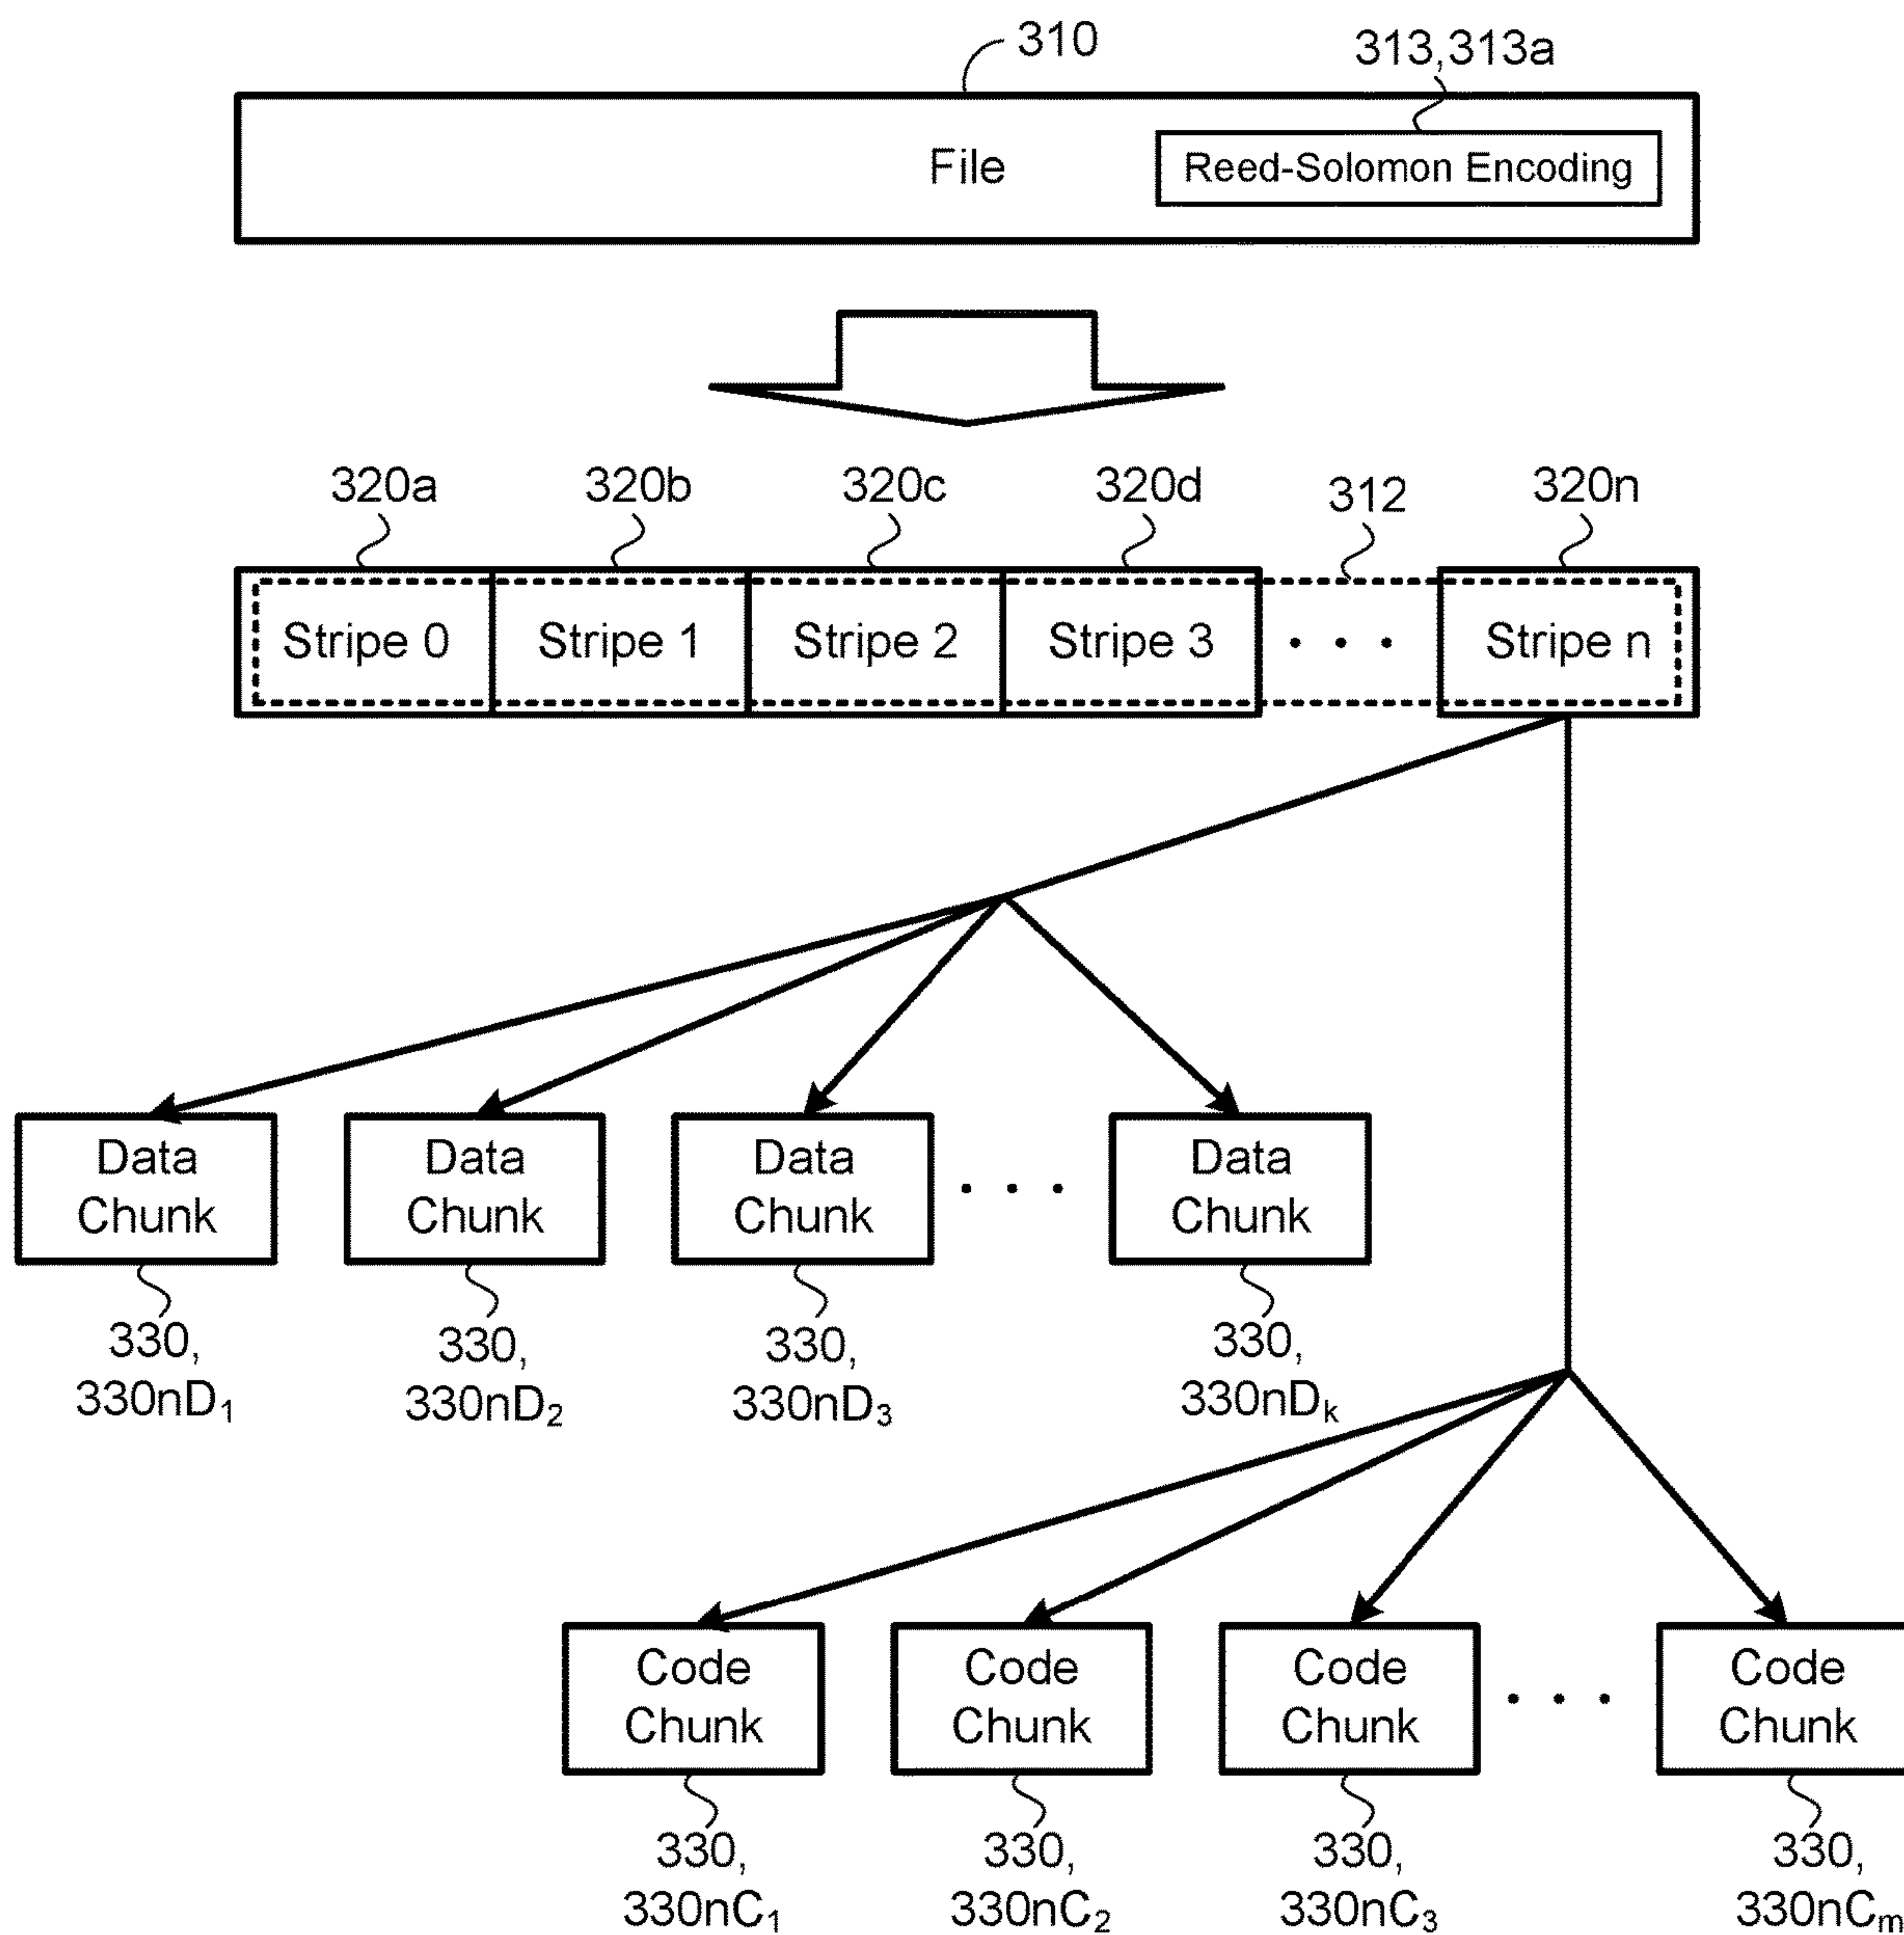 310
313,313a
File
Reed-Solomon Encoding
320a 320b 320c 320d 312 320n
Stripe 0 Stripe 1 Stripe 2 Stripe 3 . . . Stripe n
Data Chunk
Data Chunk
Data Chunk
. . .
Data Chunk
330, 330nD₁
330, 330nD₂
330, 330nD₃
330, 330nDₖ
Code Chunk
Code Chunk
Code Chunk
. . .
Code Chunk
330, 330nC₁
330, 330nC₂
330, 330nC₃
330, 330nCₘ